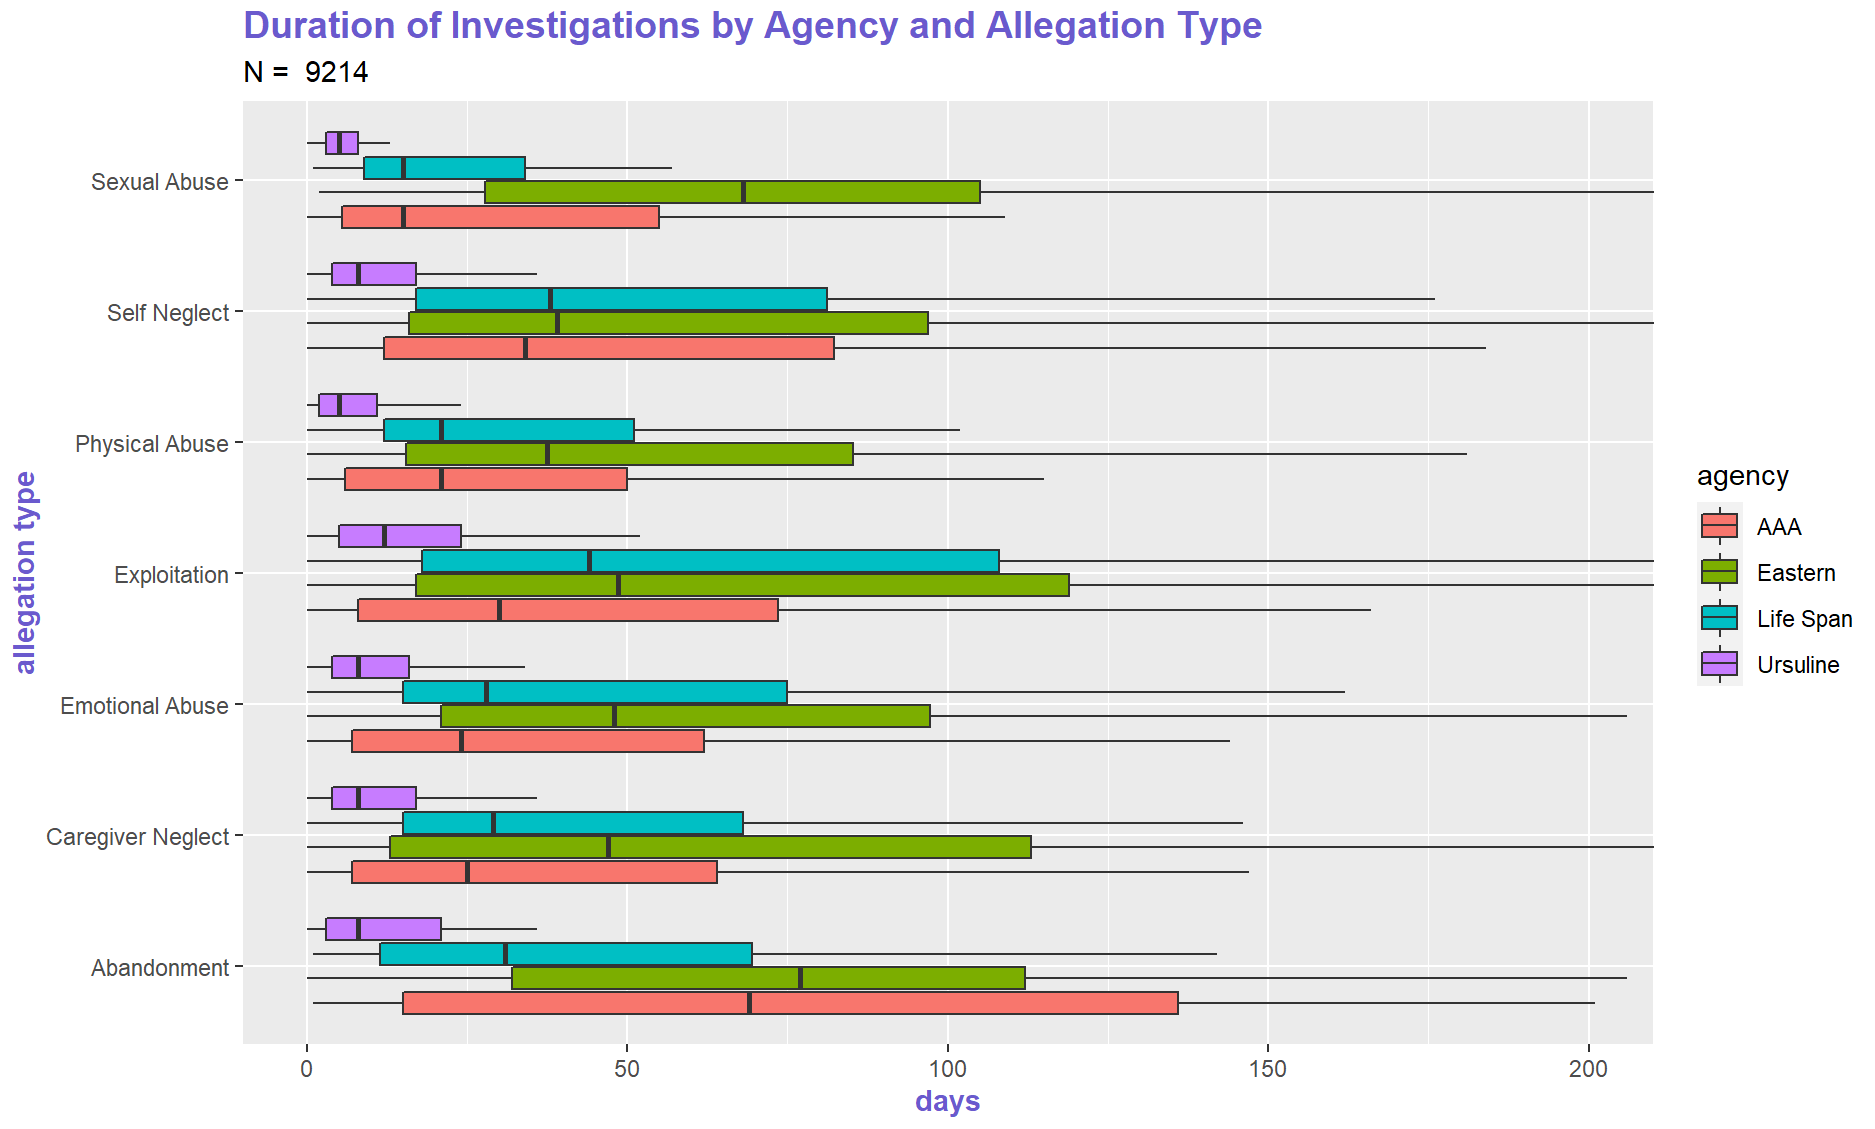 Duration of Investigations by Agency and Allegation Type
N =  9214
allegation type
Sexual Abuse
Self Neglect
Physical Abuse
Exploitation
Emotional Abuse
Caregiver Neglect
Abandonment
0 50 100 150 200
days
agency
AAA
Eastern
Life Span
Ursuline